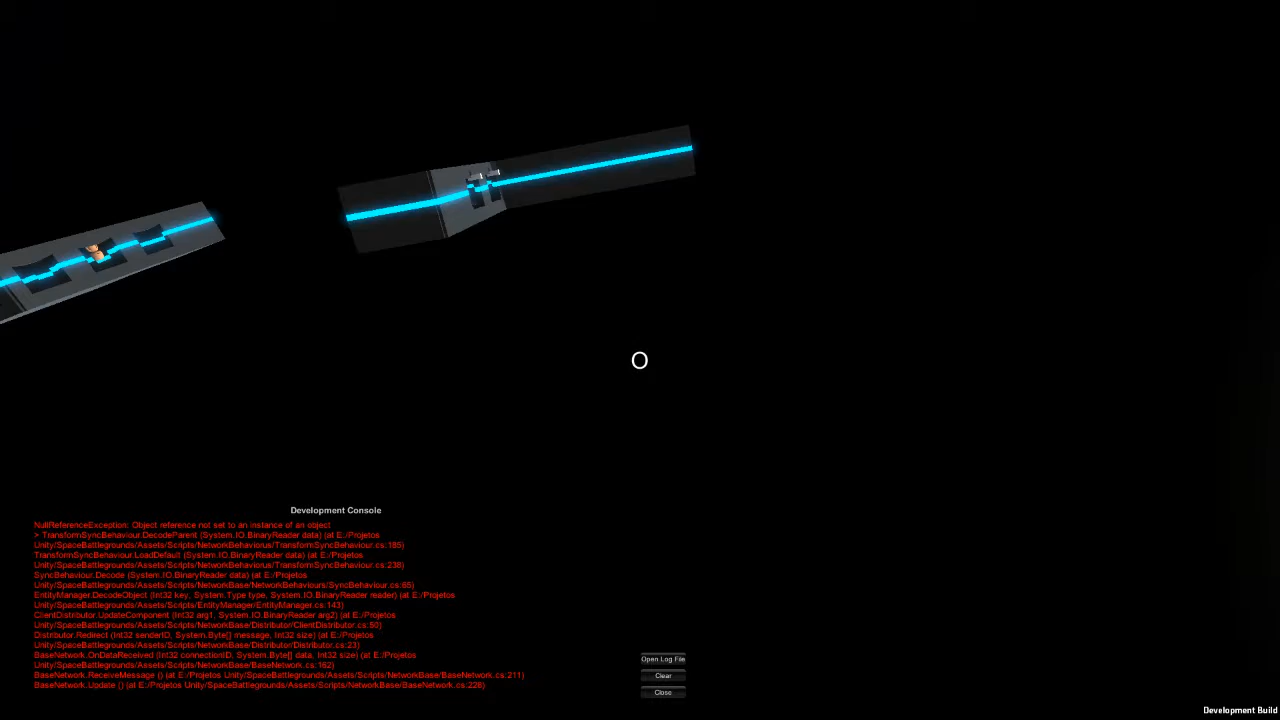 O
Development Console
NullReferenceException: Object reference not set to an instance of an object
> TransformSyncBehaviour.DecodeParent (System.IO.BinaryReader data) (at E:/Projetos
Unity/SpaceBattlegrounds/Assets/Scripts/NetworkBehaviorus/TransformSyncBehaviour.cs:185)
TransformSyncBehaviour.LoadDefault (System.IO.BinaryReader data) (at E:/Projetos
Unity/SpaceBattlegrounds/Assets/Scripts/NetworkBehaviorus/TransformSyncBehaviour.cs:238)
SyncBehaviour.Decode (System.IO.BinaryReader data) (at E:/Projetos
Unity/SpaceBattlegrounds/Assets/Scripts/NetworkBase/NetworkBehaviours/SyncBehaviour.cs:65)
EntityManager.DecodeObject (Int32 key, System.Type type, System.IO.BinaryReader reader) (at E:/Projetos
Unity/SpaceBattlegrounds/Assets/Scripts/EntityManager/EntityManager.cs:143)
ClientDistributor.UpdateComponent (Int32 arg1, System.IO.BinaryReader arg2) (at E:/Projetos
Unity/SpaceBattlegrounds/Assets/Scripts/NetworkBase/Distributor/ClientDistributor.cs:50)
Distributor.Redirect (Int32 senderID, System.Byte[] message, Int32 size) (at E:/Projetos
Unity/SpaceBattlegrounds/Assets/Scripts/NetworkBase/Distributor/Distributor.cs:23)
BaseNetwork.OnDataReceived (Int32 connectionID, System.Byte[] data, Int32 size) (at E:/Projetos
Unity/SpaceBattlegrounds/Assets/Scripts/NetworkBase/BaseNetwork.cs:162)
BaseNetwork.ReceiveMessage () (at E:/Projetos Unity/SpaceBattlegrounds/Assets/Scripts/NetworkBase/BaseNetwork.cs:211)
BaseNetwork.Update () (at E:/Projetos Unity/SpaceBattlegrounds/Assets/Scripts/NetworkBase/BaseNetwork.cs:228)
Open Log File
Clear
Close
Development Build